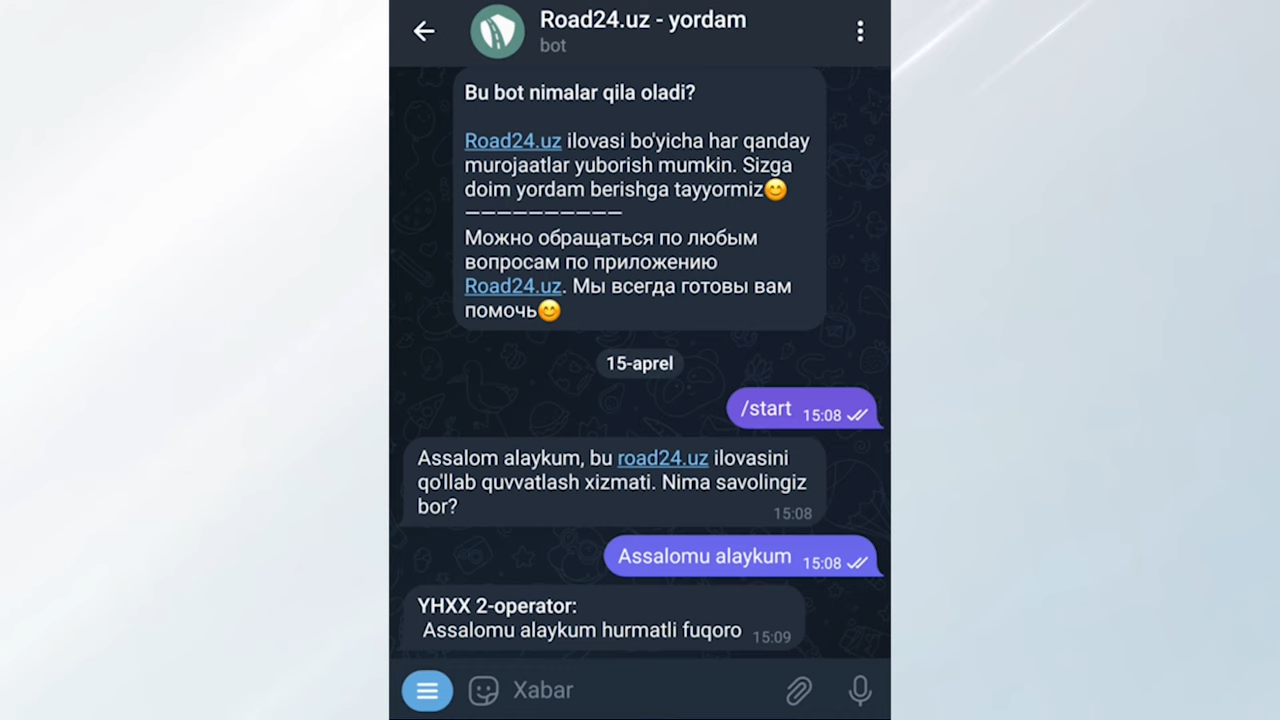 Road24.uz - yordam
bot
Bu bot nimalar qila oladi?
Road24.uz ilovasi bo'yicha har qanday
murojaatlar yuborish mumkin. Sizga
doim yordam berishga tayyormiz😊
——————————
Можно обращаться по любым
вопросам по приложению
Road24.uz. Мы всегда готовы вам
помочь😊
15-aprel
/start 15:08
Assalom alaykum, bu road24.uz ilovasini
qo'llab quvvatlash xizmati. Nima savolingiz
bor? 15:08
Assalomu alaykum 15:08
YHXX 2-operator:
Assalomu alaykum hurmatli fuqoro 15:09
Xabar